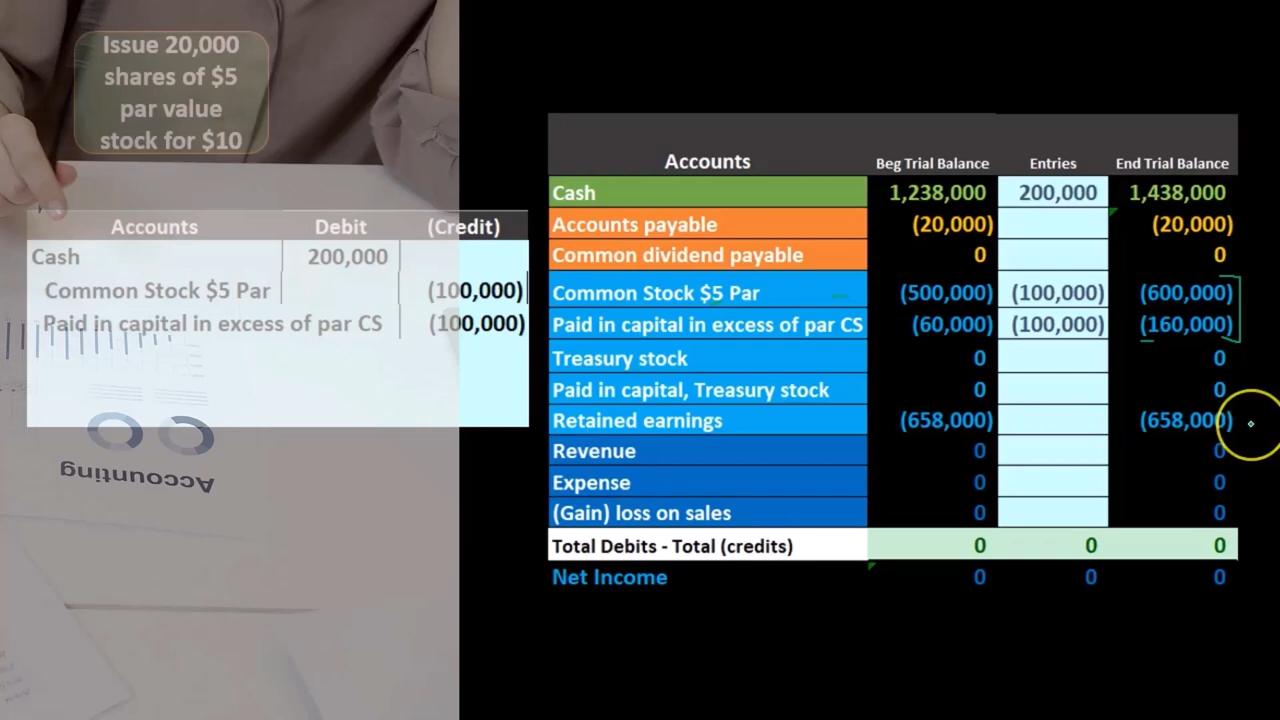 Issue 20,000
shares of $5
par value
stock for $10
Accounts Debit (Credit)
Cash 200,000
Common Stock $5 Par (100,000)
Paid in capital in excess of par CS (100,000)
Accounting
Accounts Beg Trial Balance Entries End Trial Balance
Cash 1,238,000 200,000 1,438,000
Accounts payable (20,000) (20,000)
Common dividend payable 0 0
Common Stock $5 Par (500,000) (100,000) (600,000)
Paid in capital in excess of par CS (60,000) (100,000) (160,000)
Treasury stock 0 0
Paid in capital, Treasury stock 0 0
Retained earnings (658,000) (658,000)
Revenue 0 0
Expense 0 0
(Gain) loss on sales 0 0
Total Debits - Total (credits) 0 0 0
Net Income 0 0 0